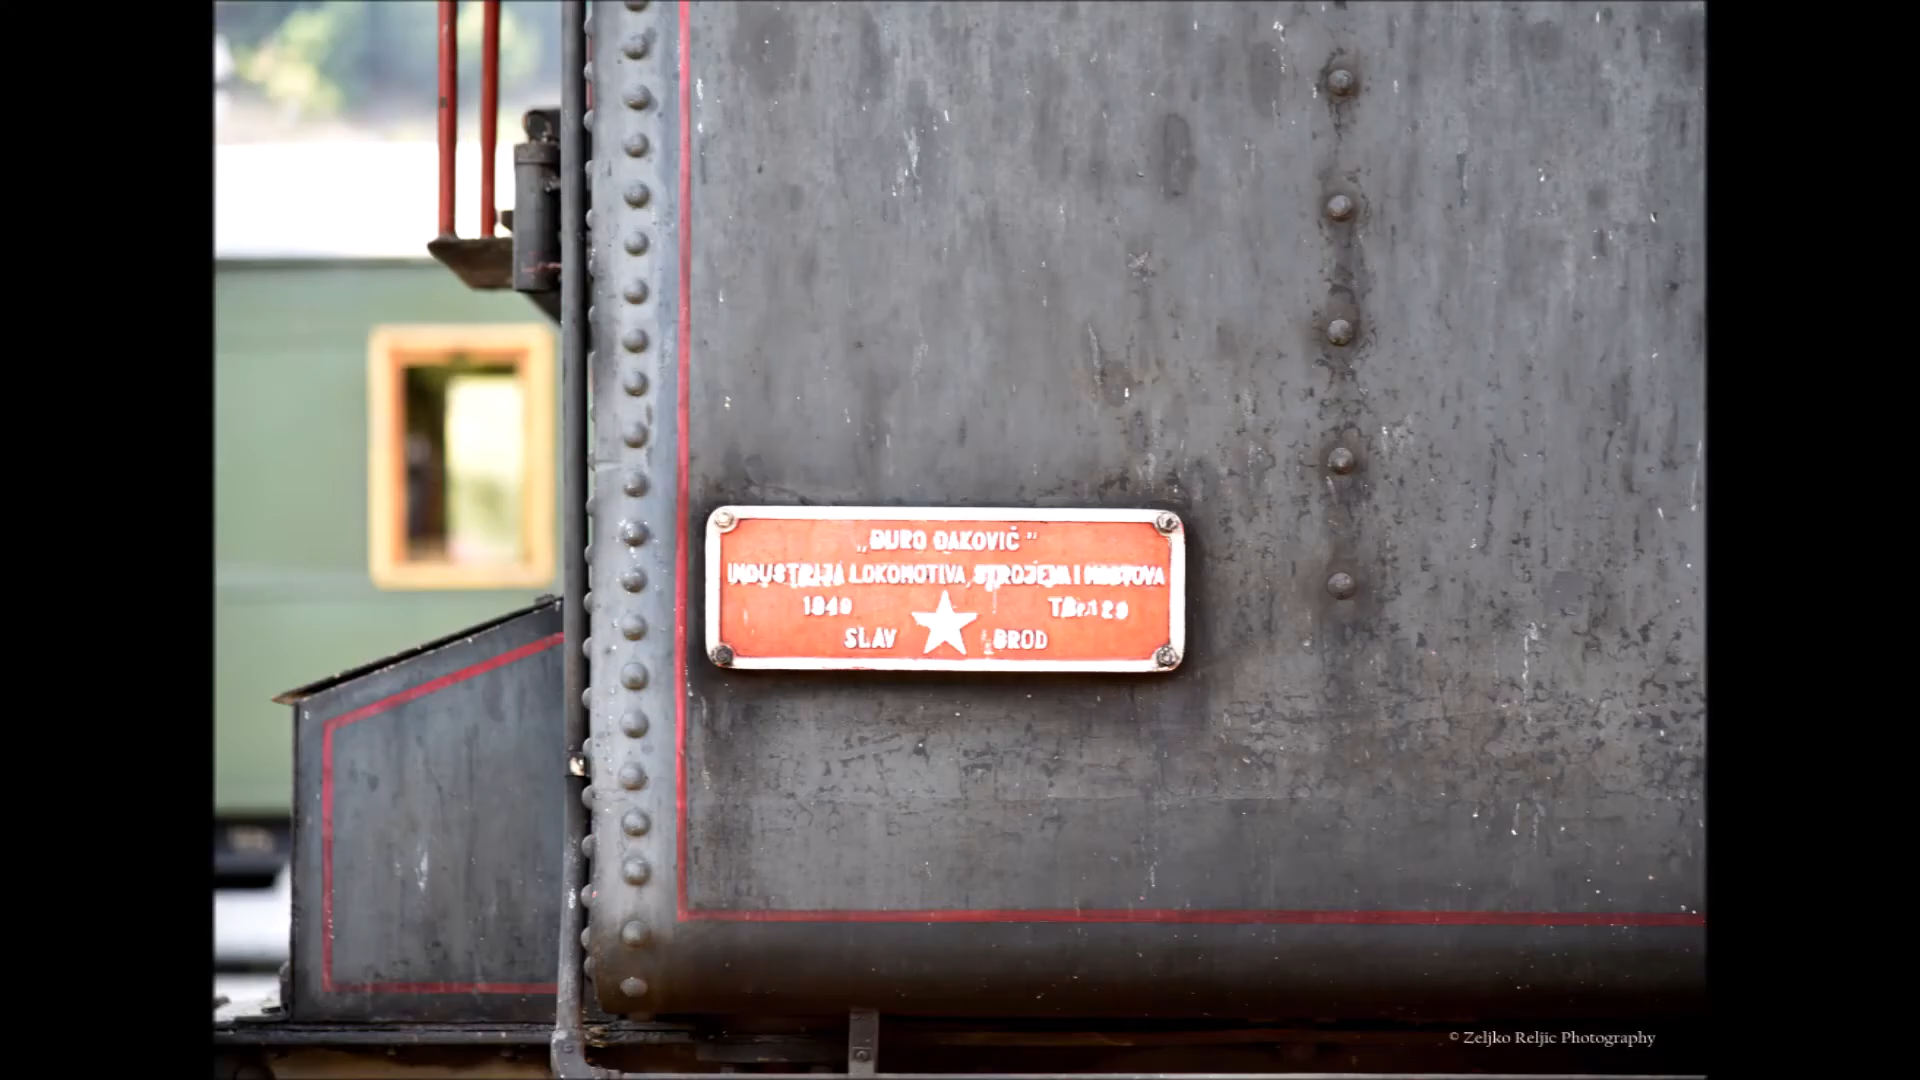 „ĐURO ĐAKOVIĆ”
INDUSTRIJA LOKOMOTIVA, STROJEVA I MOSTOVA
1949
SLAV BROD
© Zeljko Reljic Photography